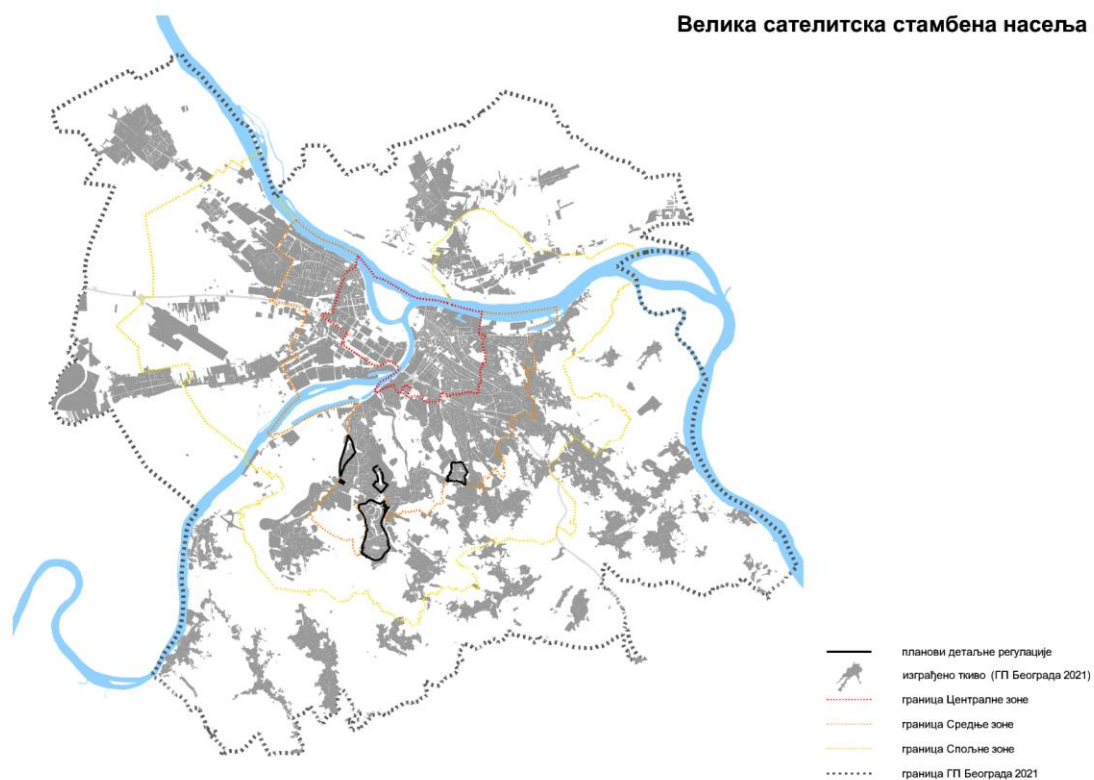 Велика сателитска стамбена насеља
планови детаљне регулације
изграђено ткиво (ГП Београда 2021)
граница Централне зоне
граница Средње зоне
граница Спољне зоне
граница ГП Београда 2021